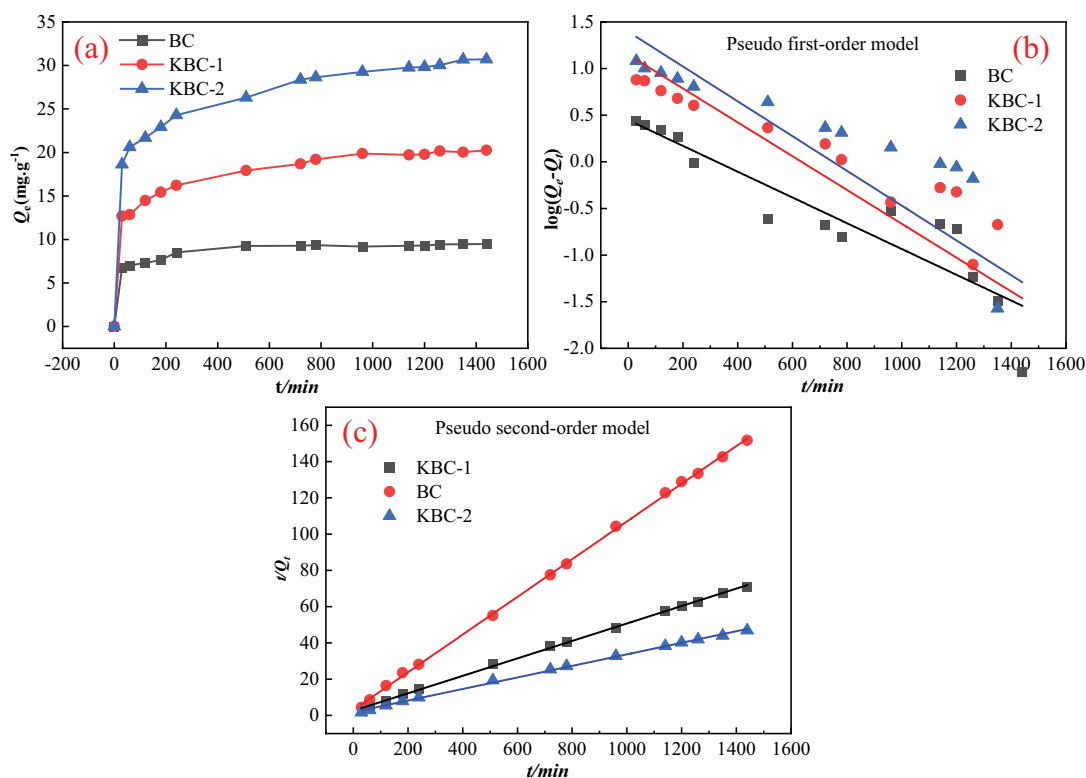 (a)
BC
KBC-1
KBC-2
35
30
25
20
15
10
5
0
Qe(mg.g-1)
-200 0 200 400 600 800 1000 1200 1400 1600
t/min
(b)
Pseudo first-order model
BC
KBC-1
KBC-2
1.5
1.0
0.5
0.0
-0.5
-1.0
-1.5
-2.0
log(Qe-Qt)
0 200 400 600 800 1000 1200 1400 1600
t/min
(c)
Pseudo second-order model
KBC-1
BC
KBC-2
160
140
120
100
80
60
40
20
0
t/Qt
0 200 400 600 800 1000 1200 1400 1600
t/min